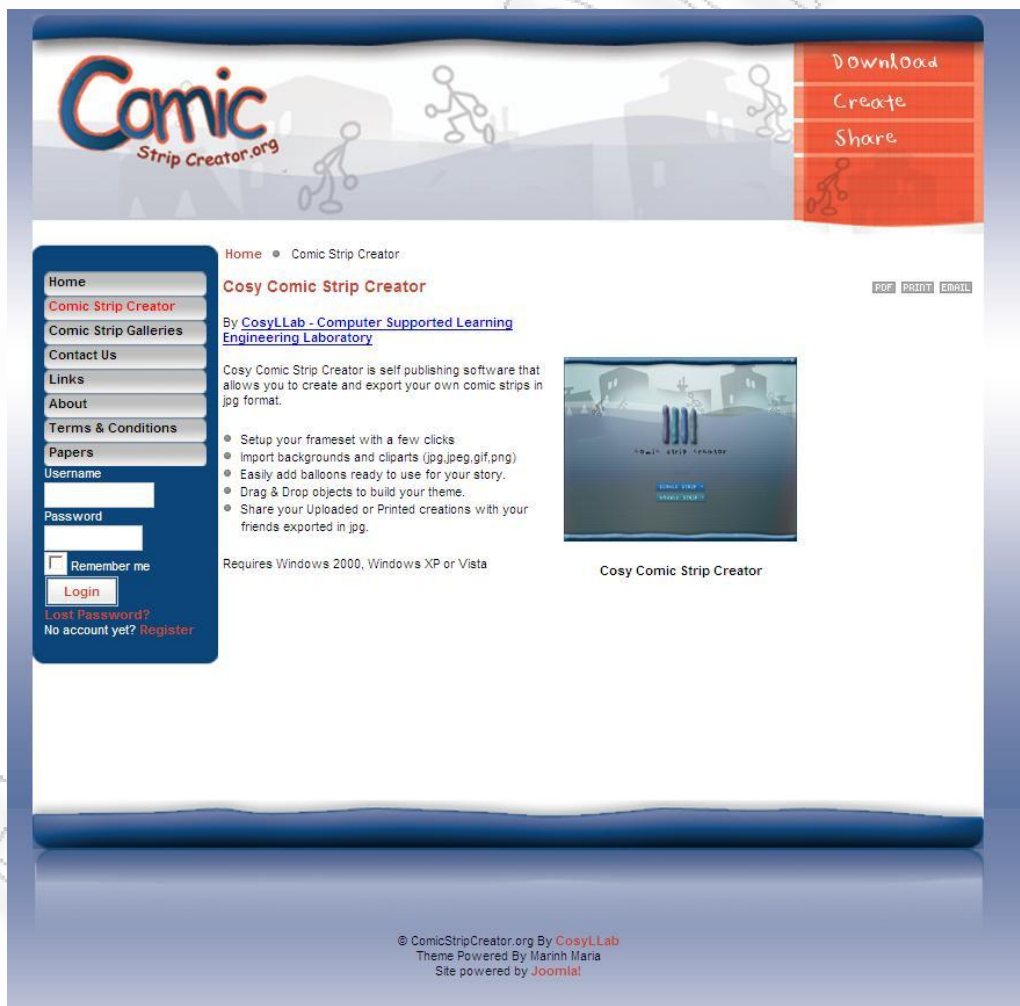 Comic
Strip Creator.org
Download
Create
Share
Home
Comic Strip Creator
Comic Strip Galleries
Contact Us
Links
About
Terms & Conditions
Papers
Username
Password
Remember me
Login
Lost Password?
No account yet? Register
Home • Comic Strip Creator
Cosy Comic Strip Creator
PDF PRINT EMAIL
By CosyLLab - Computer Supported Learning
Engineering Laboratory
Cosy Comic Strip Creator is self publishing software that
allows you to create and export your own comic strips in
jpg format.
• Setup your frameset with a few clicks
• Import backgrounds and cliparts (jpg,jpeg,gif,png)
• Easily add balloons ready to use for your story.
• Drag & Drop objects to build your theme.
• Share your Uploaded or Printed creations with your
friends exported in jpg.
Requires Windows 2000, Windows XP or Vista
comic strip creator
Cosy Comic Strip Creator
© ComicStripCreator.org By CosyLLab
Theme Powered By Marinh Maria
Site powered by Joomla!